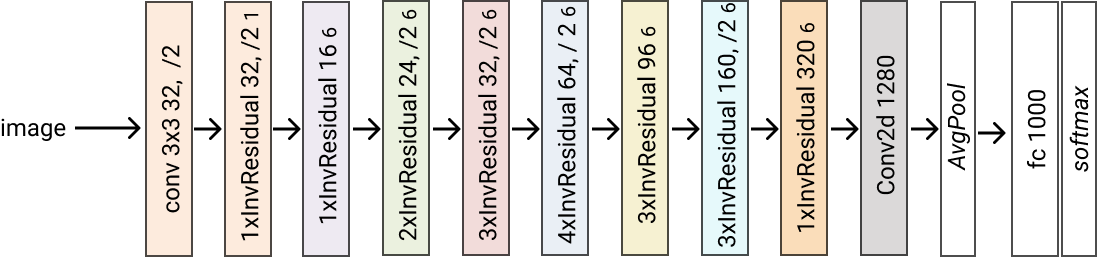 image
conv 3x3 32, /2
1xInvResidual 32, /2 1
1xInvResidual 16 6
2xInvResidual 24, /2 6
3xInvResidual 32, /2 6
4xInvResidual 64, / 2 6
3xInvResidual 96 6
3xInvResidual 160, /2 6
1xInvResidual 320 6
Conv2d 1280
AvgPool
fc 1000
softmax